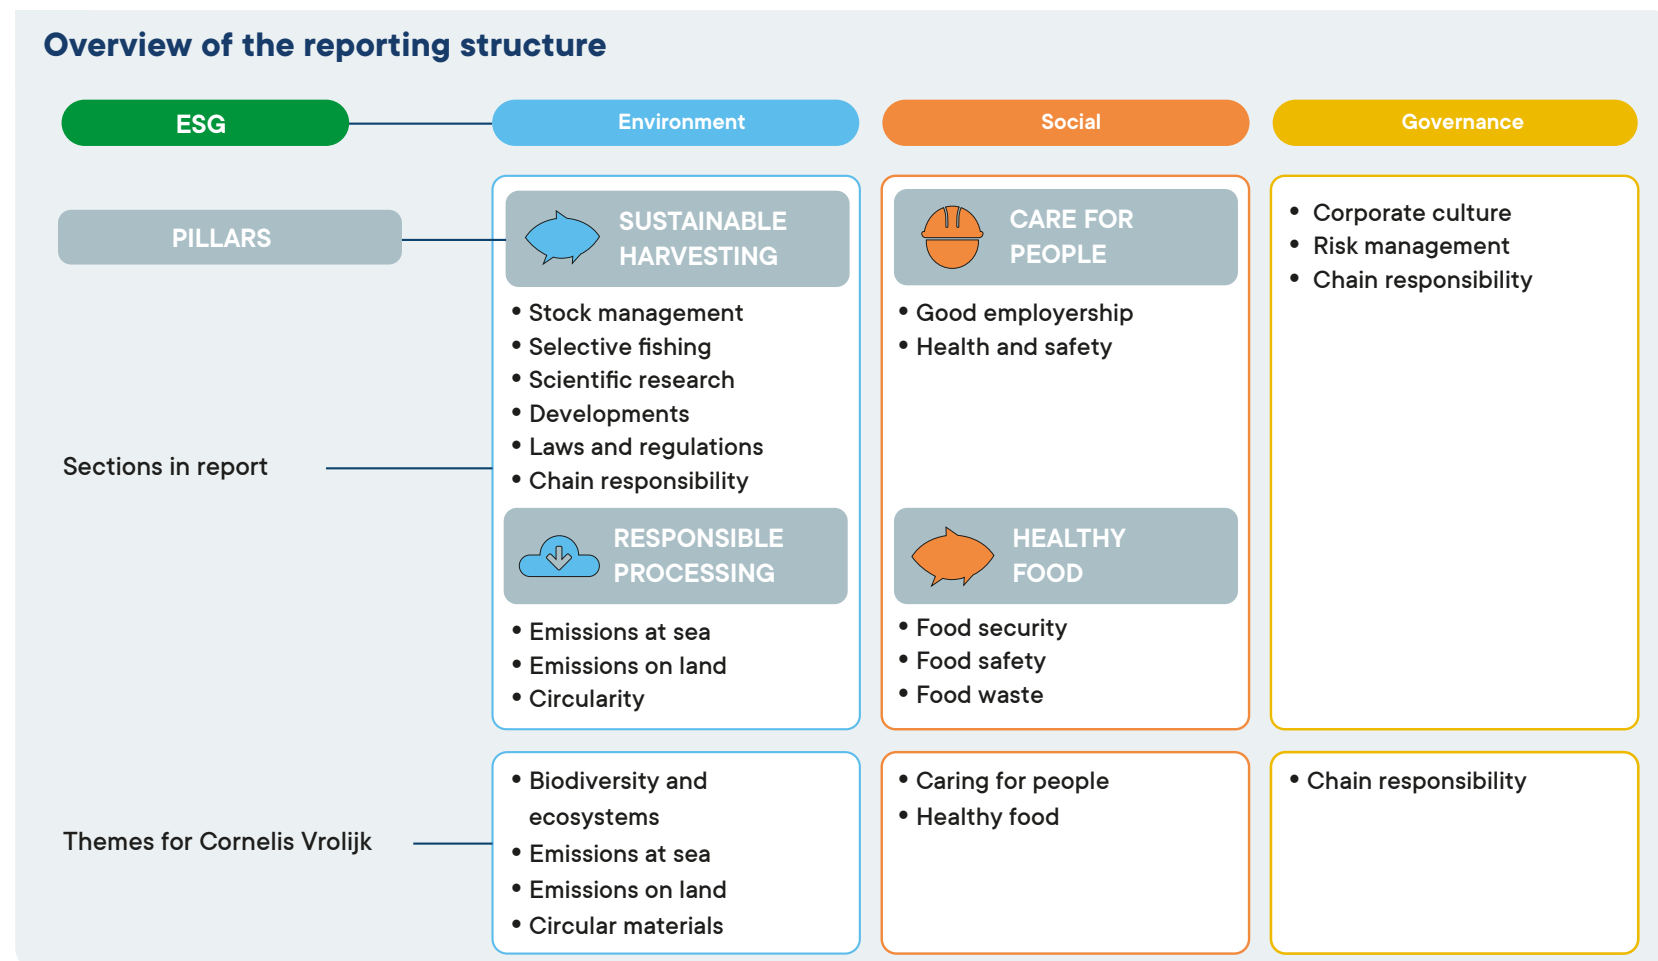 Overview of the reporting structure
ESG
Environment
Social
Governance
PILLARS
SUSTAINABLE
HARVESTING
• Stock management
• Selective fishing
• Scientific research
• Developments
• Laws and regulations
• Chain responsibility
CARE FOR
PEOPLE
• Good employership
• Health and safety
• Corporate culture
• Risk management
• Chain responsibility
Sections in report
RESPONSIBLE
PROCESSING
• Emissions at sea
• Emissions on land
• Circularity
HEALTHY
FOOD
• Food security
• Food safety
• Food waste
Themes for Cornelis Vrolijk
• Biodiversity and
ecosystems
• Emissions at sea
• Emissions on land
• Circular materials
• Caring for people
• Healthy food
• Chain responsibility